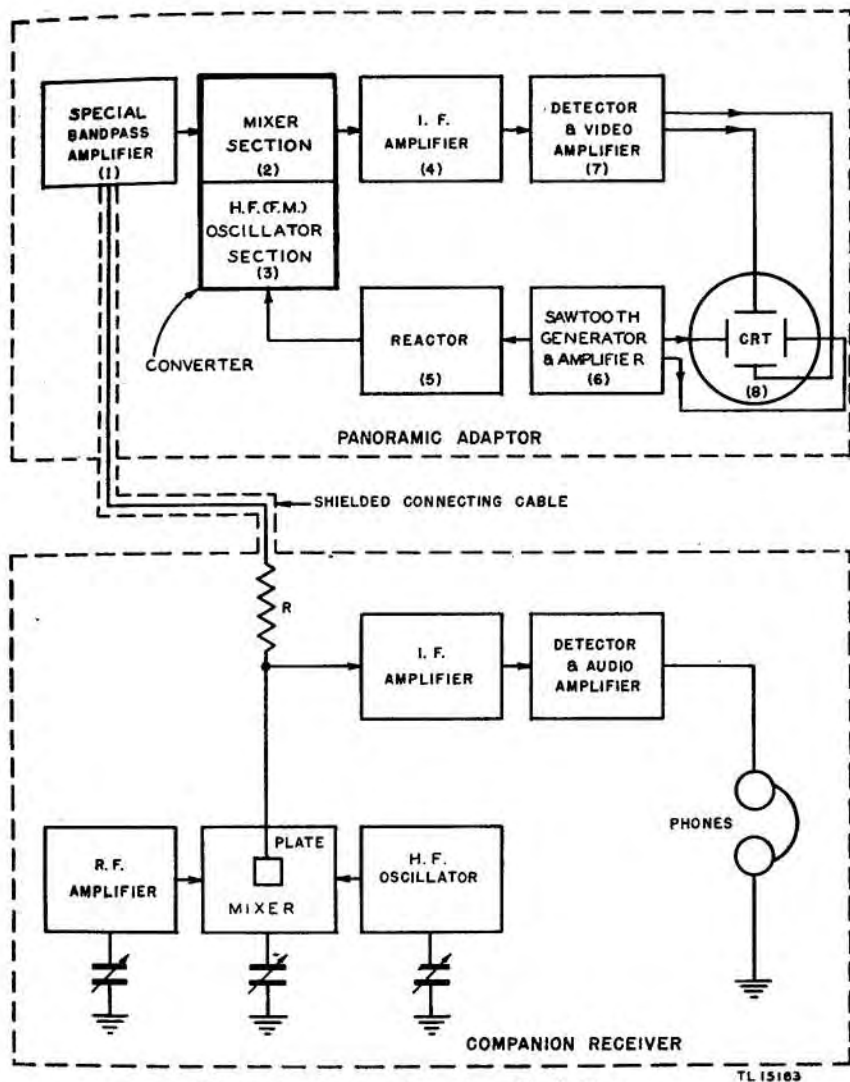 SPECIAL
BANDPASS
AMPLIFIER
(1)
MIXER
SECTION
(2)
H.F.(F.M.)
OSCILLATOR
SECTION
(3)
I. F.
AMPLIFIER
(4)
DETECTOR
& VIDEO
AMPLIFIER
(7)
CONVERTER
REACTOR
(5)
SAWTOOTH
GENERATOR
& AMPLIFIER
(6)
CRT
(8)
PANORAMIC ADAPTOR
SHIELDED CONNECTING CABLE
R
I. F.
AMPLIFIER
DETECTOR
& AUDIO
AMPLIFIER
PHONES
R. F.
AMPLIFIER
PLATE
MIXER
H. F.
OSCILLATOR
COMPANION RECEIVER
TL 15163